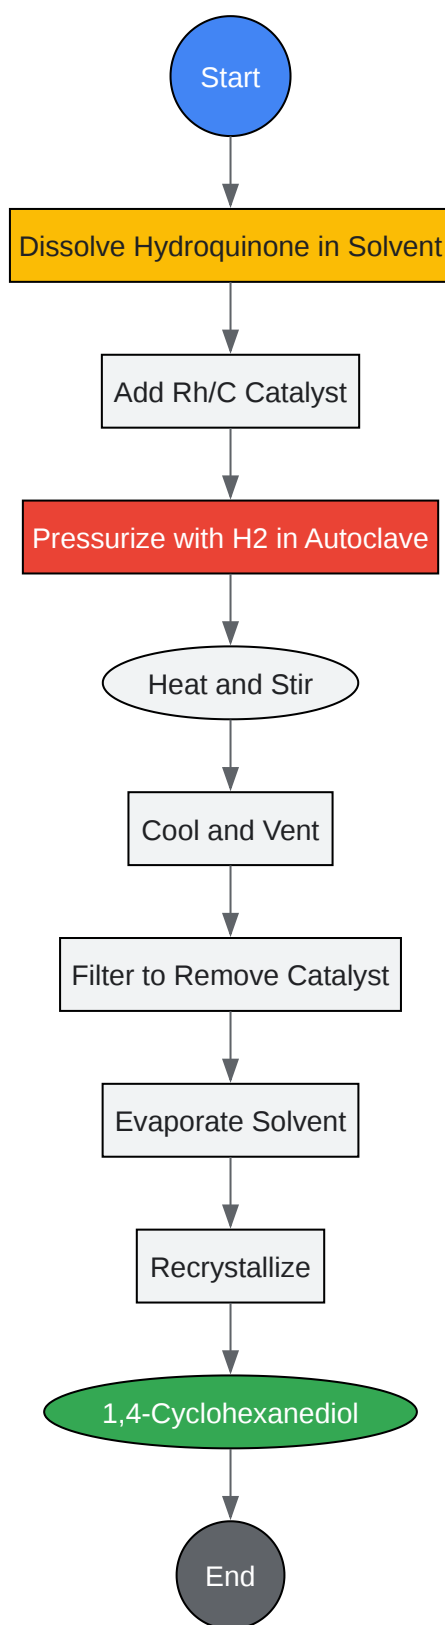 Start
Dissolve Hydroquinone in Solvent
Add Rh/C Catalyst
Pressurize with H2 in Autoclave
Heat and Stir
Cool and Vent
Filter to Remove Catalyst
Evaporate Solvent
Recrystallize
1,4-Cyclohexanediol
End